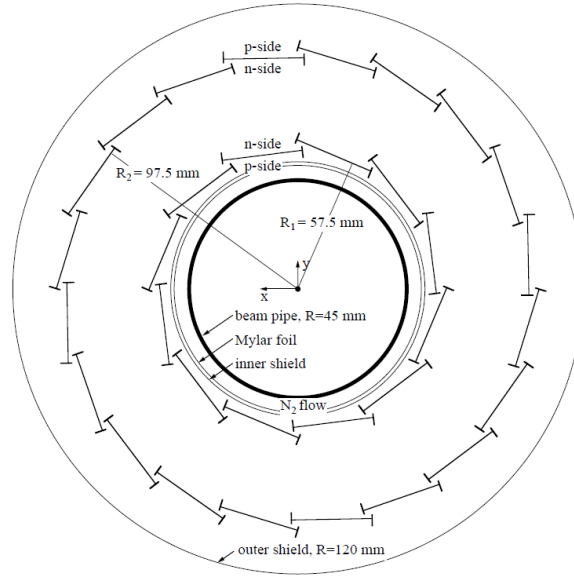 p-side
n-side
n-side
p-side
R2 = 97.5 mm
R1 = 57.5 mm
y
x
beam pipe, R=45 mm
Mylar foil
inner shield
N2 flow
outer shield, R=120 mm